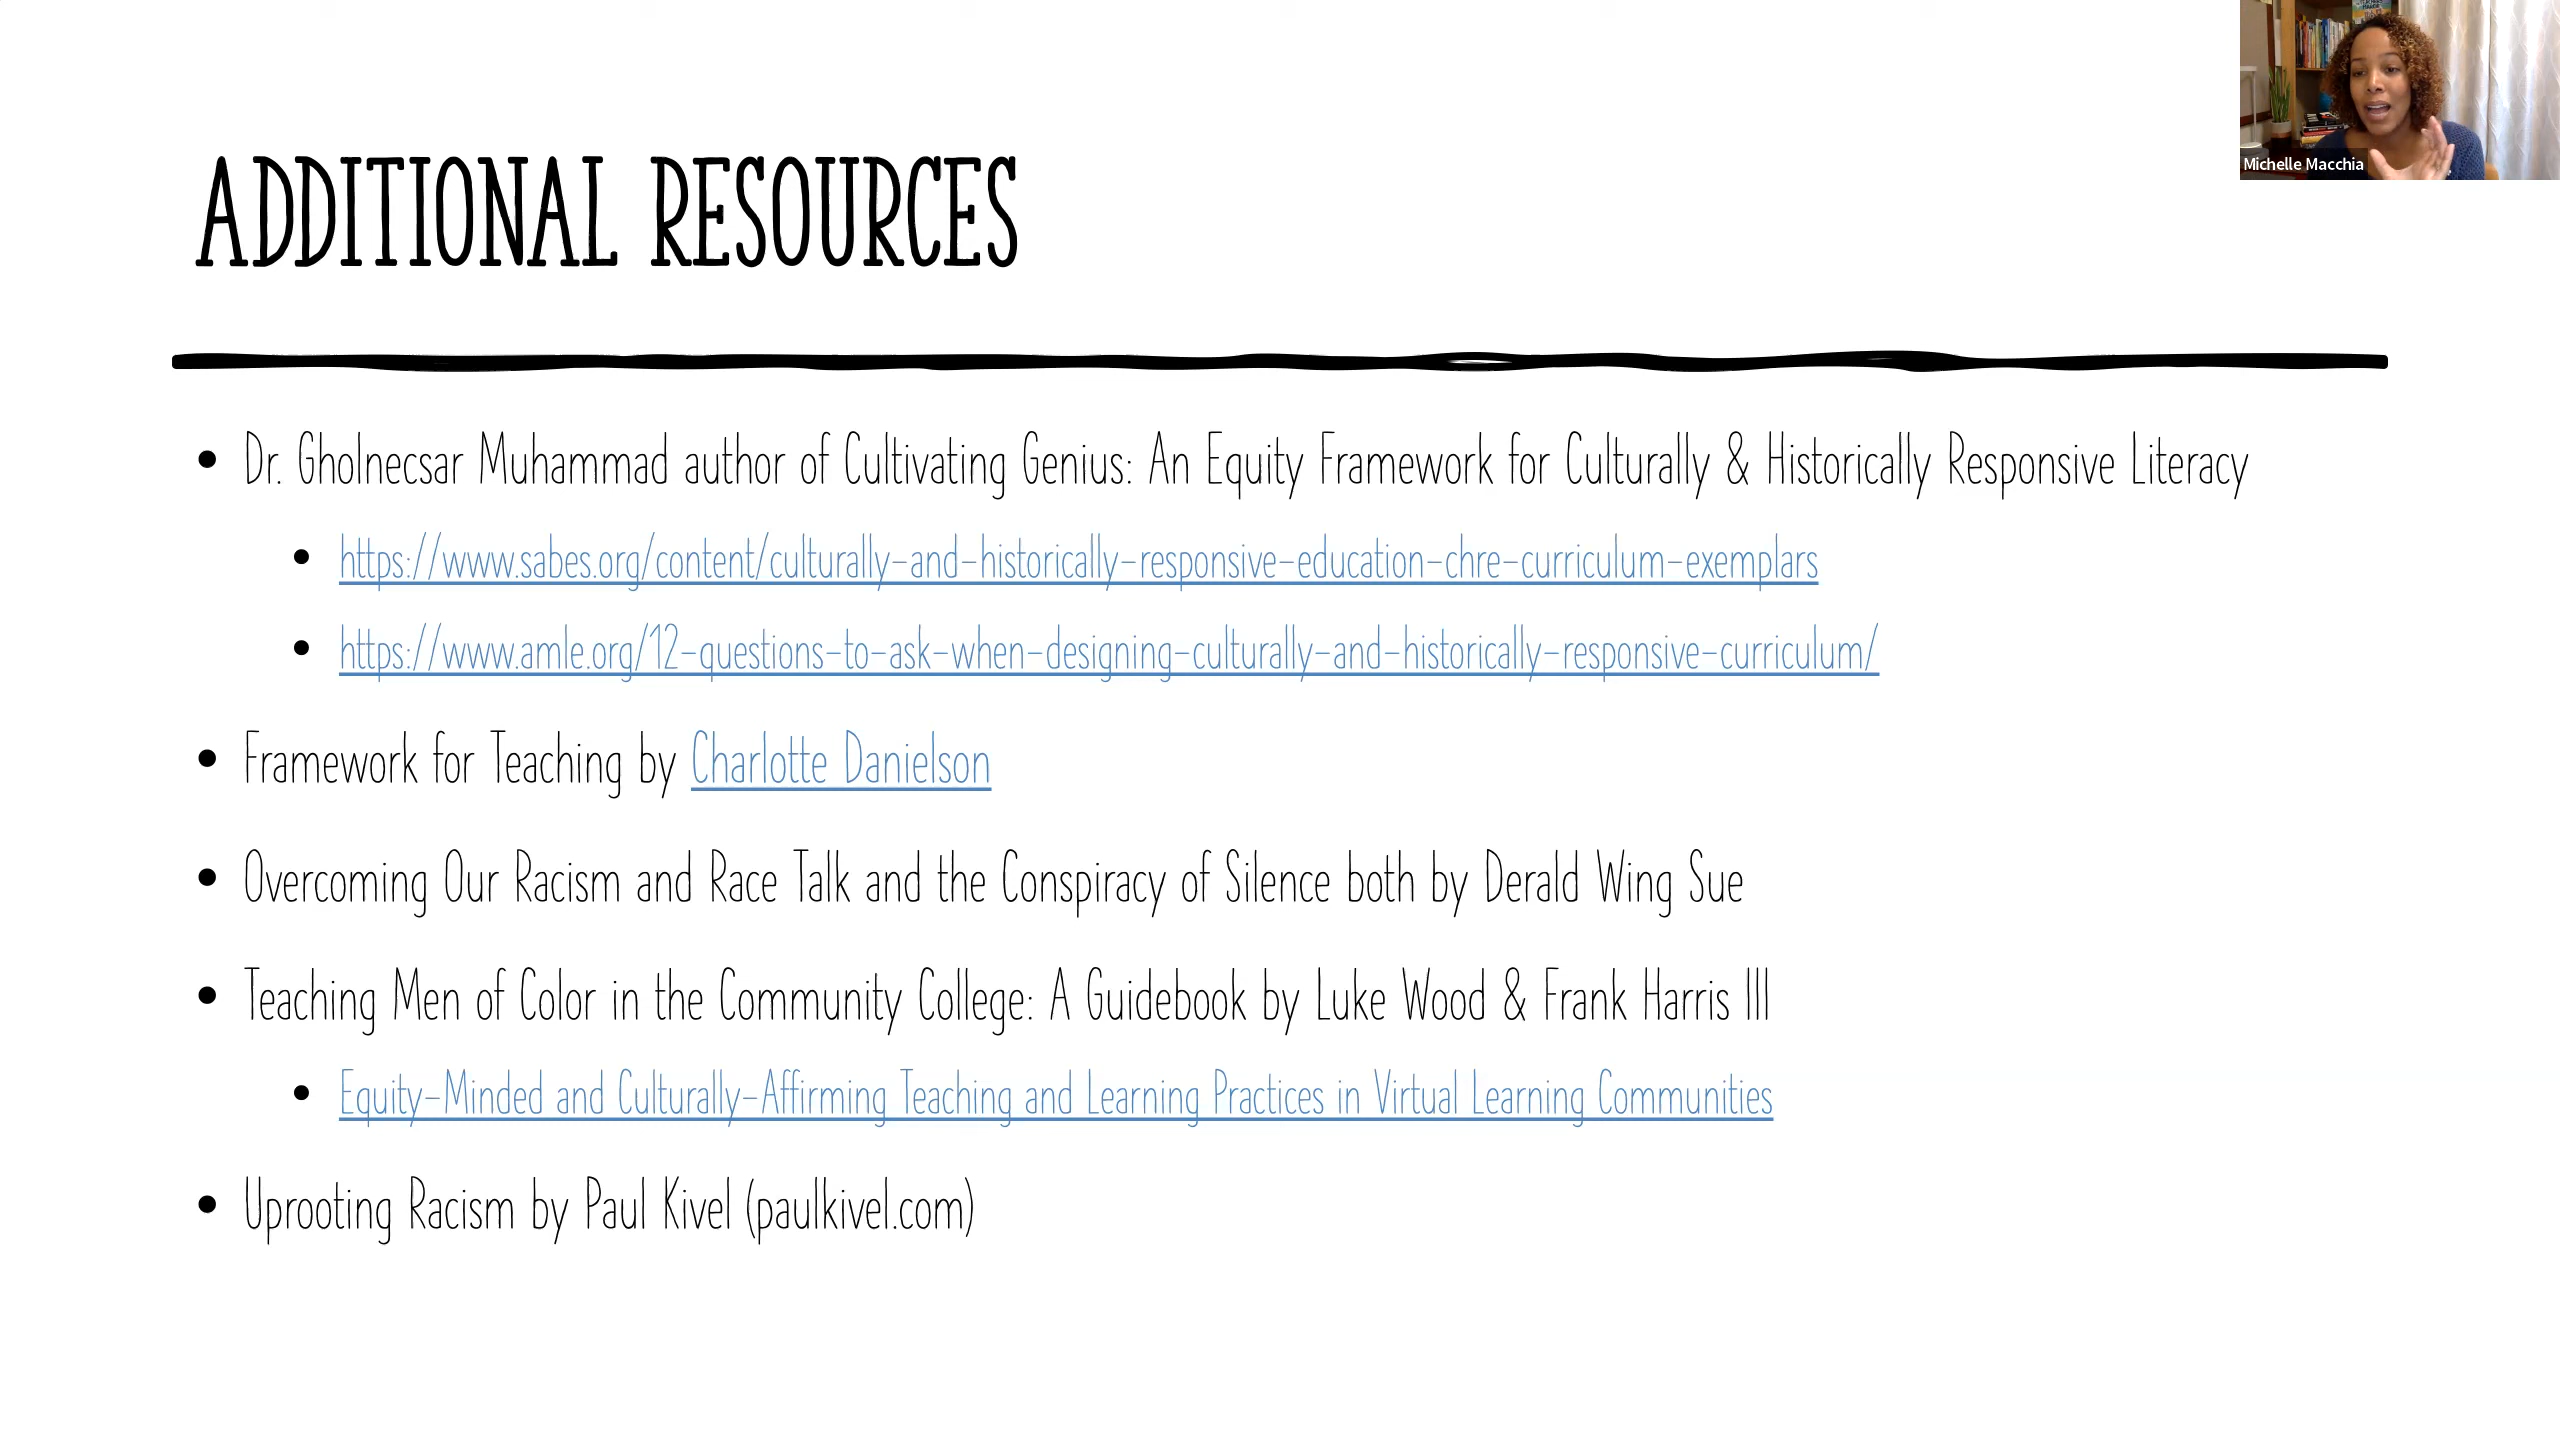 ADDITIONAL RESOURCES
Michelle Macchia
• Dr. Gholnecsar Muhammad author of Cultivating Genius: An Equity Framework for Culturally & Historically Responsive Literacy
• https://www.sabes.org/content/culturally-and-historically-responsive-education-chre-curriculum-exemplars
• https://www.amle.org/12-questions-to-ask-when-designing-culturally-and-historically-responsive-curriculum/
• Framework for Teaching by Charlotte Danielson
• Overcoming Our Racism and Race Talk and the Conspiracy of Silence both by Derald Wing Sue
• Teaching Men of Color in the Community College: A Guidebook by Luke Wood & Frank Harris III
• Equity-Minded and Culturally-Affirming Teaching and Learning Practices in Virtual Learning Communities
• Uprooting Racism by Paul Kivel (paulkivel.com)